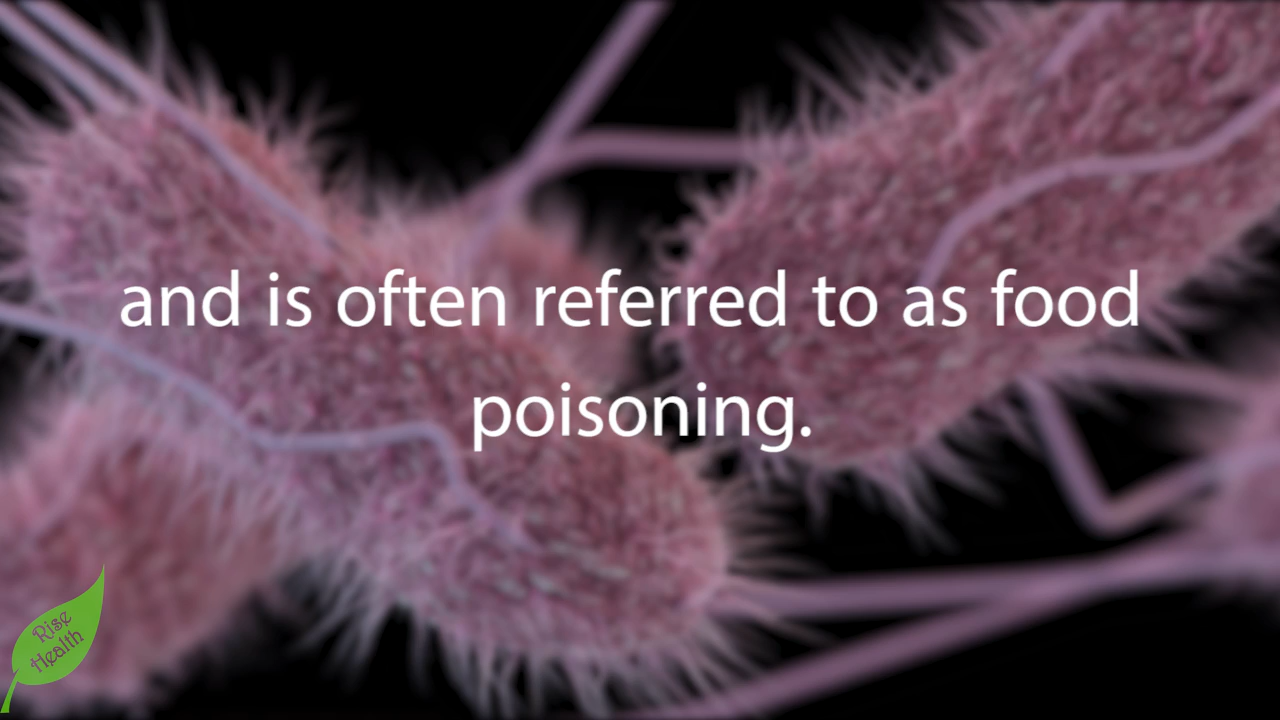 and is often referred to as food
poisoning.
Rise
Health